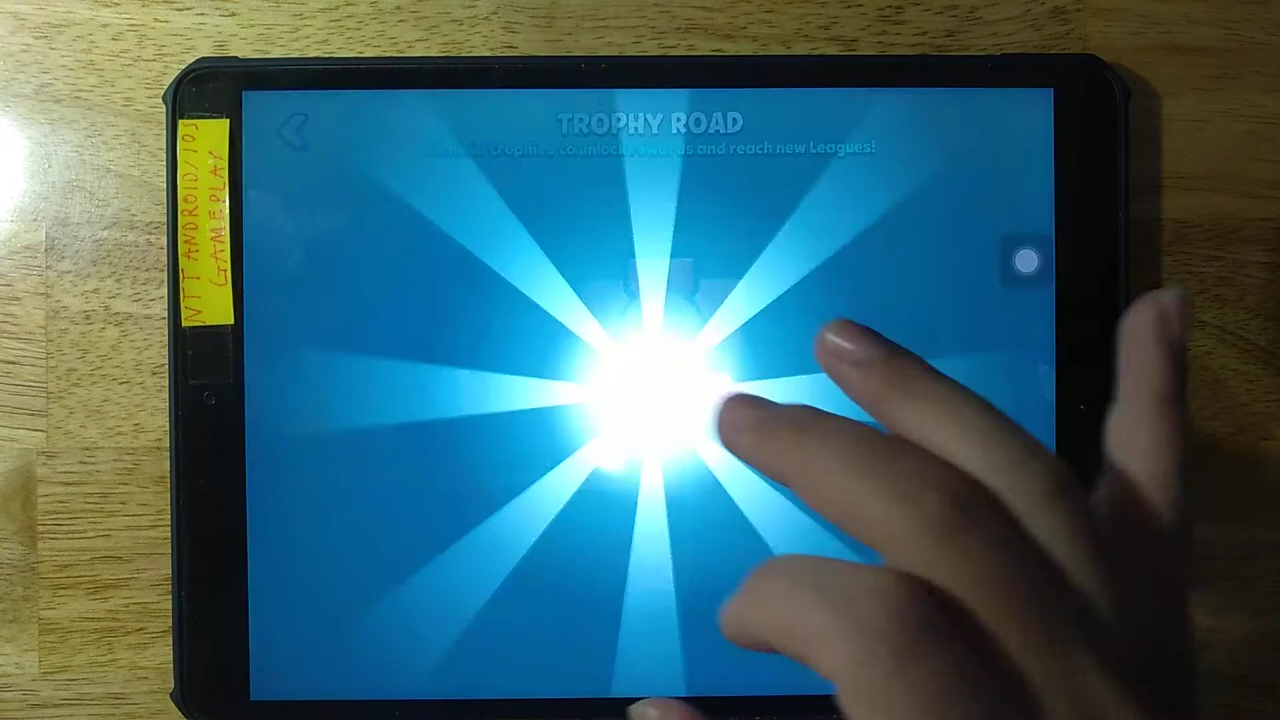 TROPHY ROAD
trophies to unlock rewards and reach new Leagues!
NTT ANDROID/IOS
GAMEPLAY